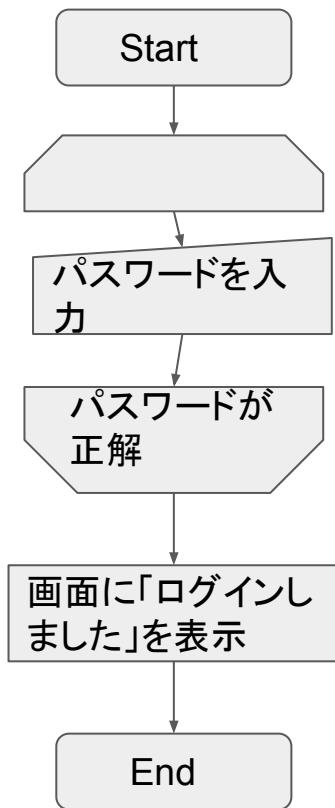 Start
パスワードを入
力
パスワードが
正解
画面に「ログインし
ました」を表示
End